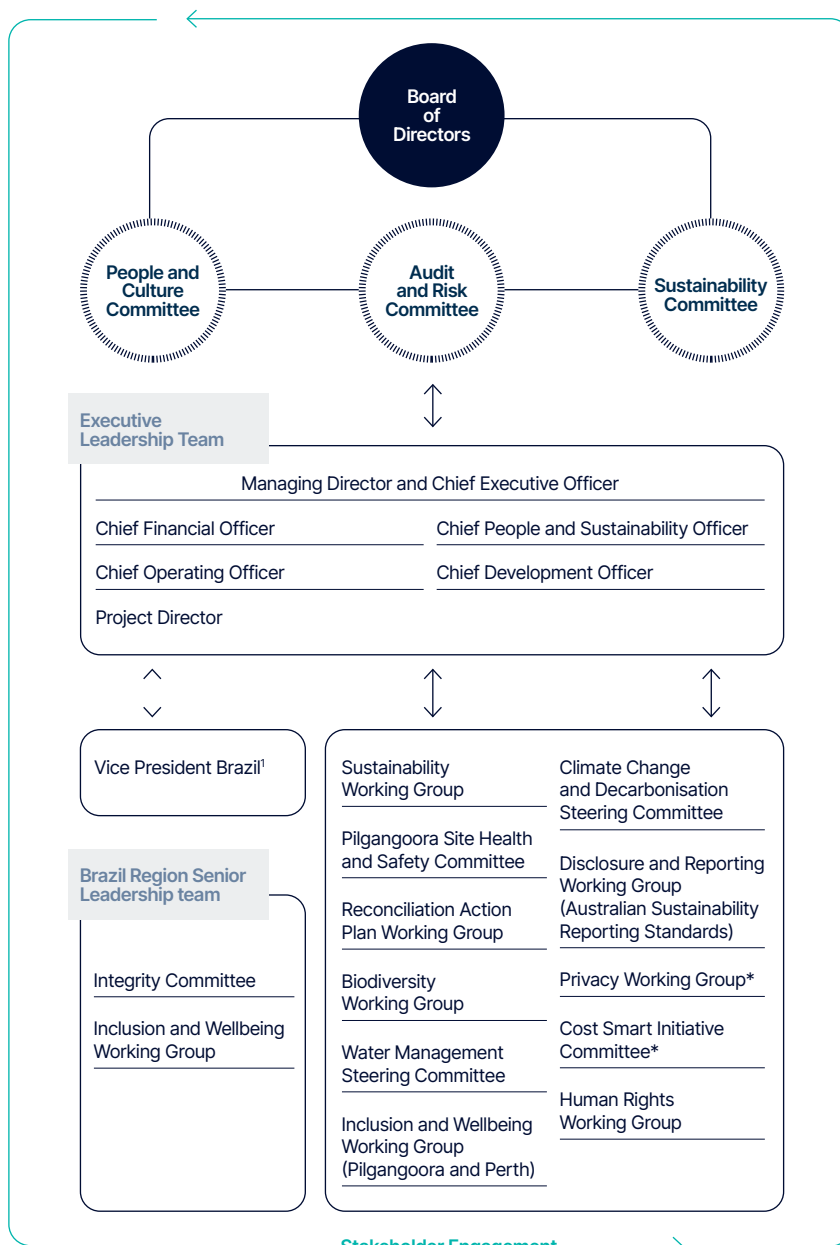 Board
of
Directors
People and
Culture
Committee
Audit
and Risk
Committee
Sustainability
Committee
Executive
Leadership Team
Managing Director and Chief Executive Officer
Chief Financial Officer
Chief People and Sustainability Officer
Chief Operating Officer
Chief Development Officer
Project Director
Vice President Brazil¹
Brazil Region Senior
Leadership team
Integrity Committee
Inclusion and Wellbeing
Working Group
Sustainability
Working Group
Pilgangoora Site Health
and Safety Committee
Reconciliation Action
Plan Working Group
Biodiversity
Working Group
Water Management
Steering Committee
Inclusion and Wellbeing
Working Group
(Pilgangoora and Perth)
Climate Change
and Decarbonisation
Steering Committee
Disclosure and Reporting
Working Group
(Australian Sustainability
Reporting Standards)
Privacy Working Group*
Cost Smart Initiative
Committee*
Human Rights
Working Group
Stakeholder Engagement